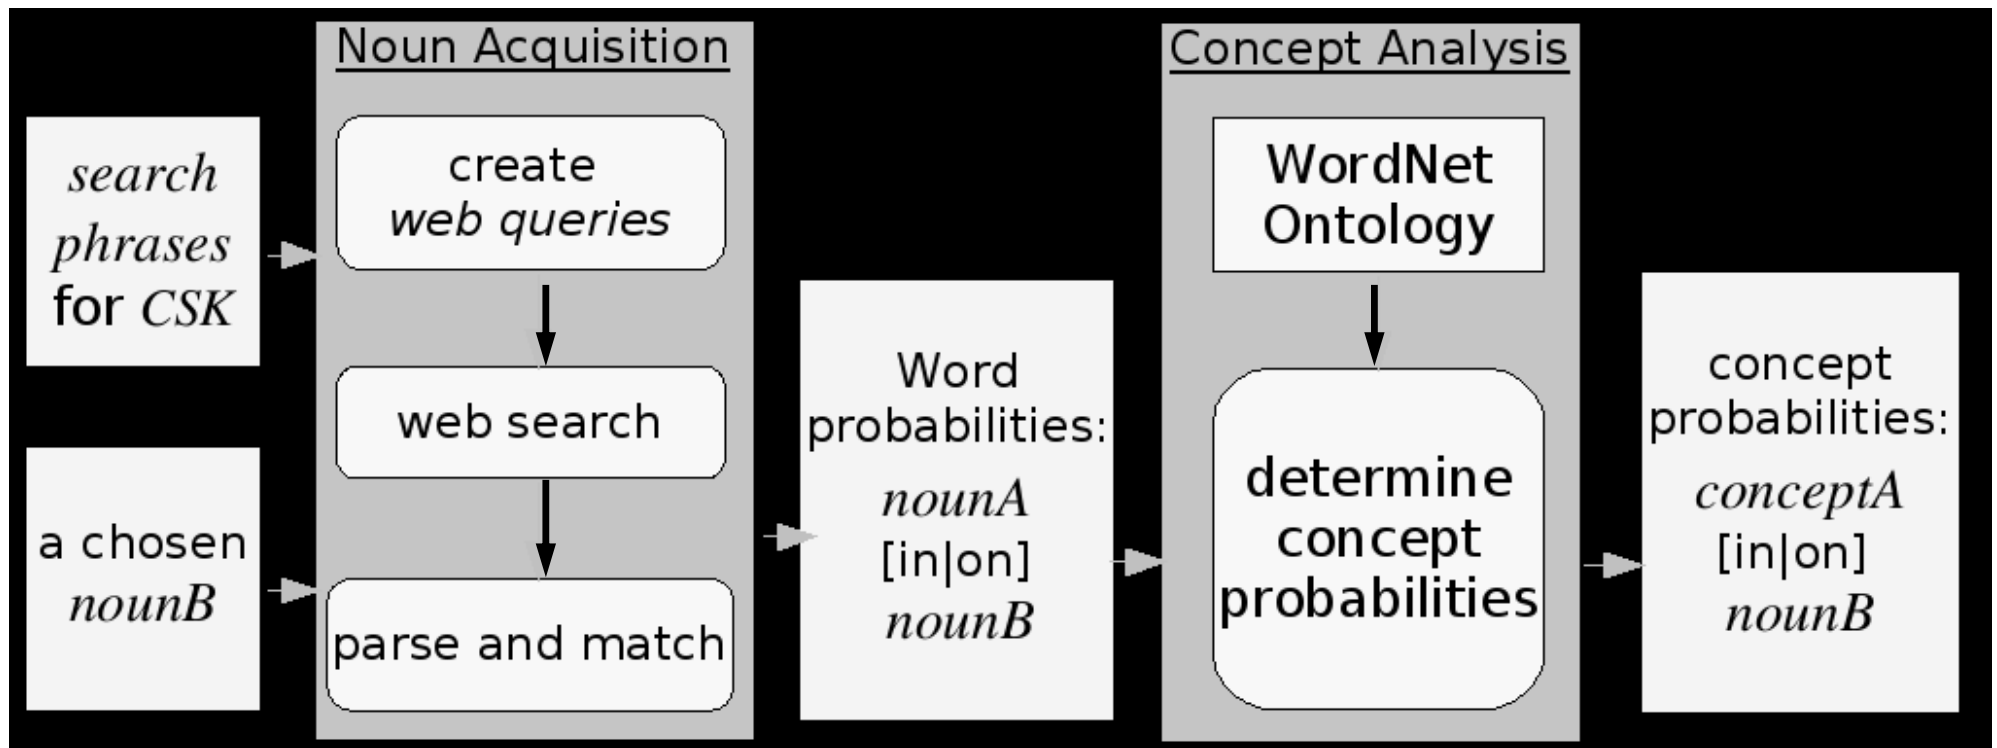 search
phrases
for CSK
a chosen
nounB
Noun Acquisition
create
web queries
web search
parse and match
Word
probabilities:
nounA
[in|on]
nounB
Concept Analysis
WordNet
Ontology
determine
concept
probabilities
concept
probabilities:
conceptA
[in|on]
nounB